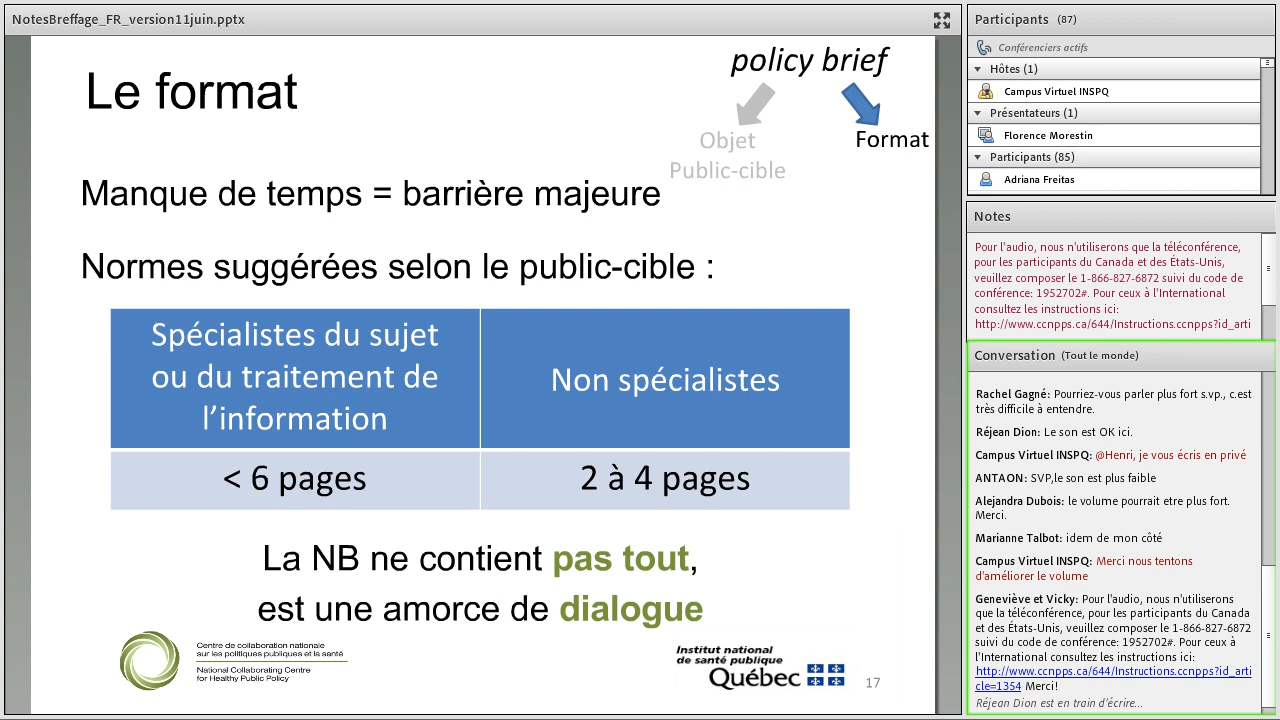 NotesBreffage_FR_version11juin.pptx
Le format
policy brief
Objet
Public-cible
Format
Manque de temps = barrière majeure
Normes suggérées selon le public-cible :
Spécialistes du sujet
ou du traitement de
l’information
Non spécialistes
< 6 pages
2 à 4 pages
La NB ne contient pas tout,
est une amorce de dialogue
Centre de collaboration nationale
sur les politiques publiques et la santé
National Collaborating Centre
for Healthy Public Policy
Institut national
de santé publique
Québec
17
Participants (87)
Conférenciers actifs
Hôtes (1)
Campus Virtuel INSPQ
Présentateurs (1)
Florence Morestin
Participants (85)
Adriana Freitas
Notes
Pour l'audio, nous n'utiliserons que la téléconférence,
pour les participants du Canada et des États-Unis,
veuillez composer le 1-866-827-6872 suivi du code de
conférence: 1952702#. Pour ceux à l'International
consultez les instructions ici:
http://www.ccnpps.ca/644/Instructions.ccnpps?id_arti
Conversation (Tout le monde)
Rachel Gagné: Pourriez-vous parler plus fort s.vp., c.est
très difficile à entendre.
Réjean Dion: Le son est OK ici.
Campus Virtuel INSPQ: @Henri, je vous écris en privé
ANTAON: SVP,le son est plus faible
Alejandra Dubois: le volume pourrait etre plus fort.
Merci.
Marianne Talbot: idem de mon côté
Campus Virtuel INSPQ: Merci nous tentons
d'améliorer le volume
Geneviève et Vicky: Pour l'audio, nous n'utiliserons
que la téléconférence, pour les participants du Canada
et des États-Unis, veuillez composer le 1-866-827-6872
suivi du code de conférence: 1952702#. Pour ceux à
l'International consultez les instructions ici:
http://www.ccnpps.ca/644/Instructions.ccnpps?id_arti
cle=1354 Merci!
Réjean Dion est en train d'écrire...